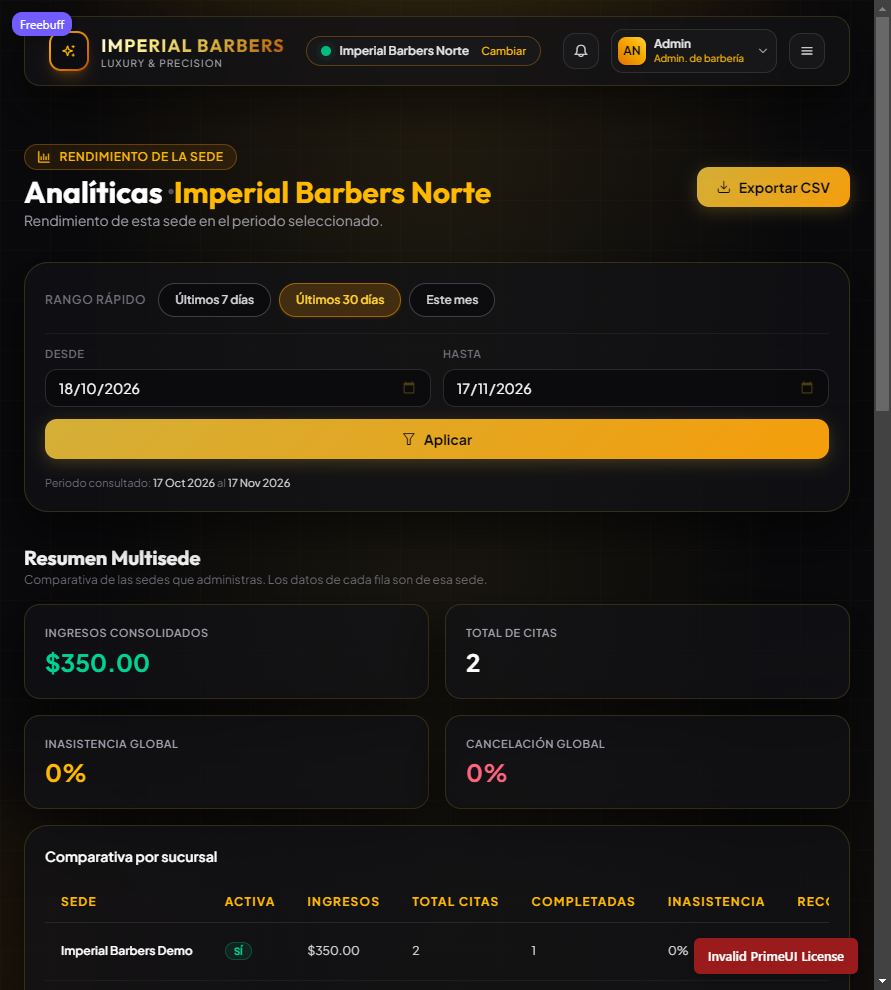 Freebuff
IMPERIAL BARBERS
LUXURY & PRECISION
Imperial Barbers Norte Cambiar
AN
Admin
Admin. de barbería
RENDIMIENTO DE LA SEDE
Analíticas ·Imperial Barbers Norte
Rendimiento de esta sede en el periodo seleccionado.
Exportar CSV
RANGO RÁPIDO Últimos 7 días Últimos 30 días Este mes
DESDE HASTA
18/10/2026 17/11/2026
Aplicar
Periodo consultado: 17 Oct 2026 al 17 Nov 2026
Resumen Multisede
Comparativa de las sedes que administras. Los datos de cada fila son de esa sede.
INGRESOS CONSOLIDADOS
$350.00
TOTAL DE CITAS
2
INASISTENCIA GLOBAL
0%
CANCELACIÓN GLOBAL
0%
Comparativa por sucursal
SEDE ACTIVA INGRESOS TOTAL CITAS COMPLETADAS INASISTENCIA
Imperial Barbers Demo SÍ $350.00 2 1 0%
Invalid PrimeUI License